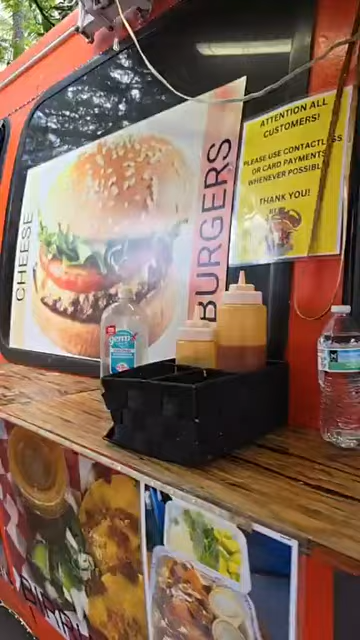 CHEESE
BURGERS
ATTENTION ALL
CUSTOMERS!
PLEASE USE CONTACTLESS
OR CARD PAYMENTS
WHENEVER POSSIBLE
THANK YOU!
germ